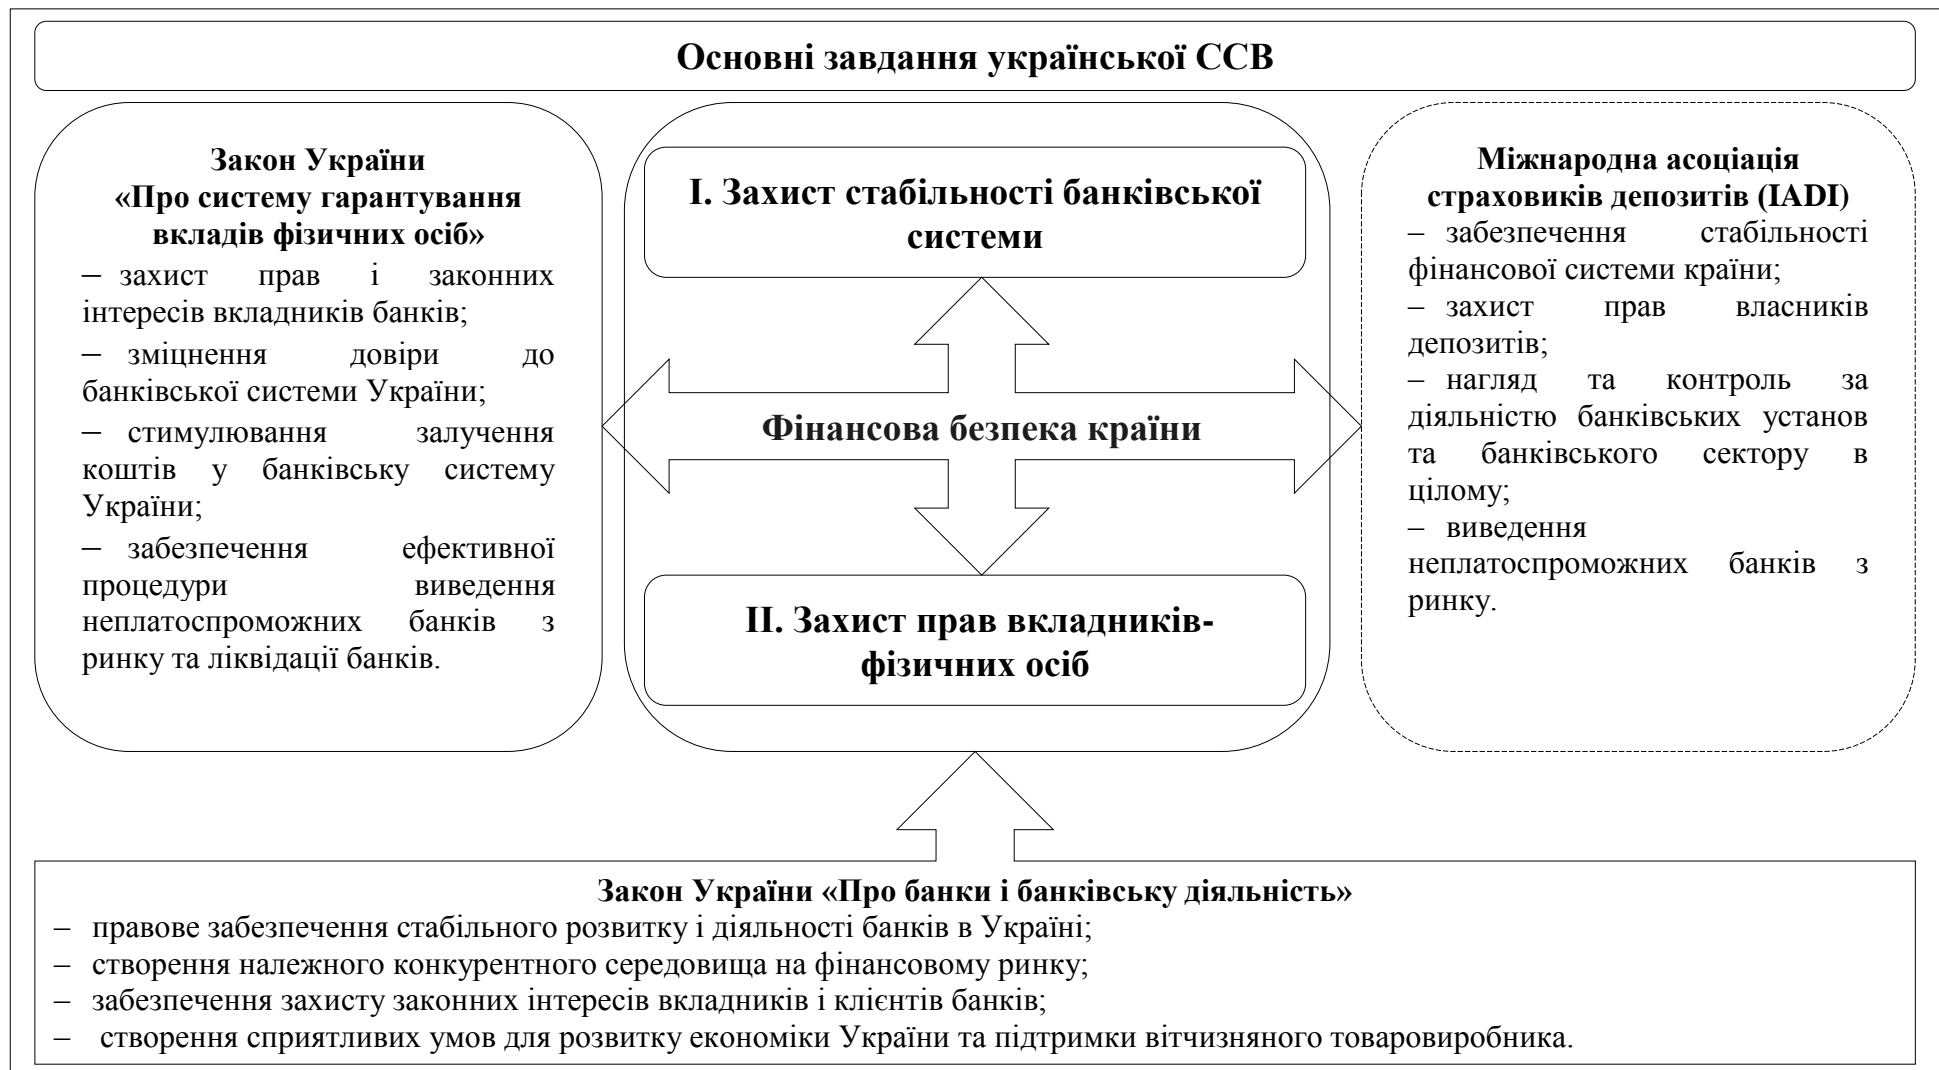 Основні завдання української ССВ
Закон України
«Про систему гарантування
вкладів фізичних осіб»
– захист прав і законних
інтересів вкладників банків;
– зміцнення довіри до
банківської системи України;
– стимулювання залучення
коштів у банківську систему
України;
– забезпечення ефективної
процедури виведення
неплатоспроможних банків з
ринку та ліквідації банків.
І. Захист стабільності банківської
системи
Фінансова безпека країни
ІІ. Захист прав вкладників-
фізичних осіб
Міжнародна асоціація
страховиків депозитів (IADI)
– забезпечення стабільності
фінансової системи країни;
– захист прав власників
депозитів;
– нагляд та контроль за
діяльністю банківських установ
та банківського сектору в
цілому;
– виведення
неплатоспроможних банків з
ринку.
Закон України «Про банки і банківську діяльність»
– правове забезпечення стабільного розвитку і діяльності банків в Україні;
– створення належного конкурентного середовища на фінансовому ринку;
– забезпечення захисту законних інтересів вкладників і клієнтів банків;
– створення сприятливих умов для розвитку економіки України та підтримки вітчизняного товаровиробника.